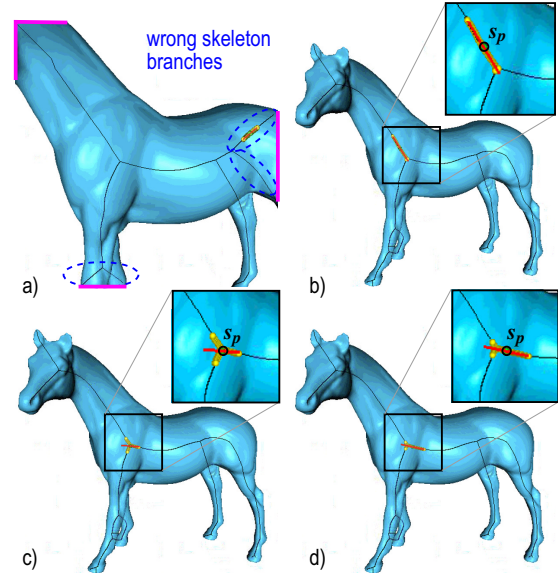 wrong skeleton
branches
a)
s_p
b)
s_p
c)
s_p
d)